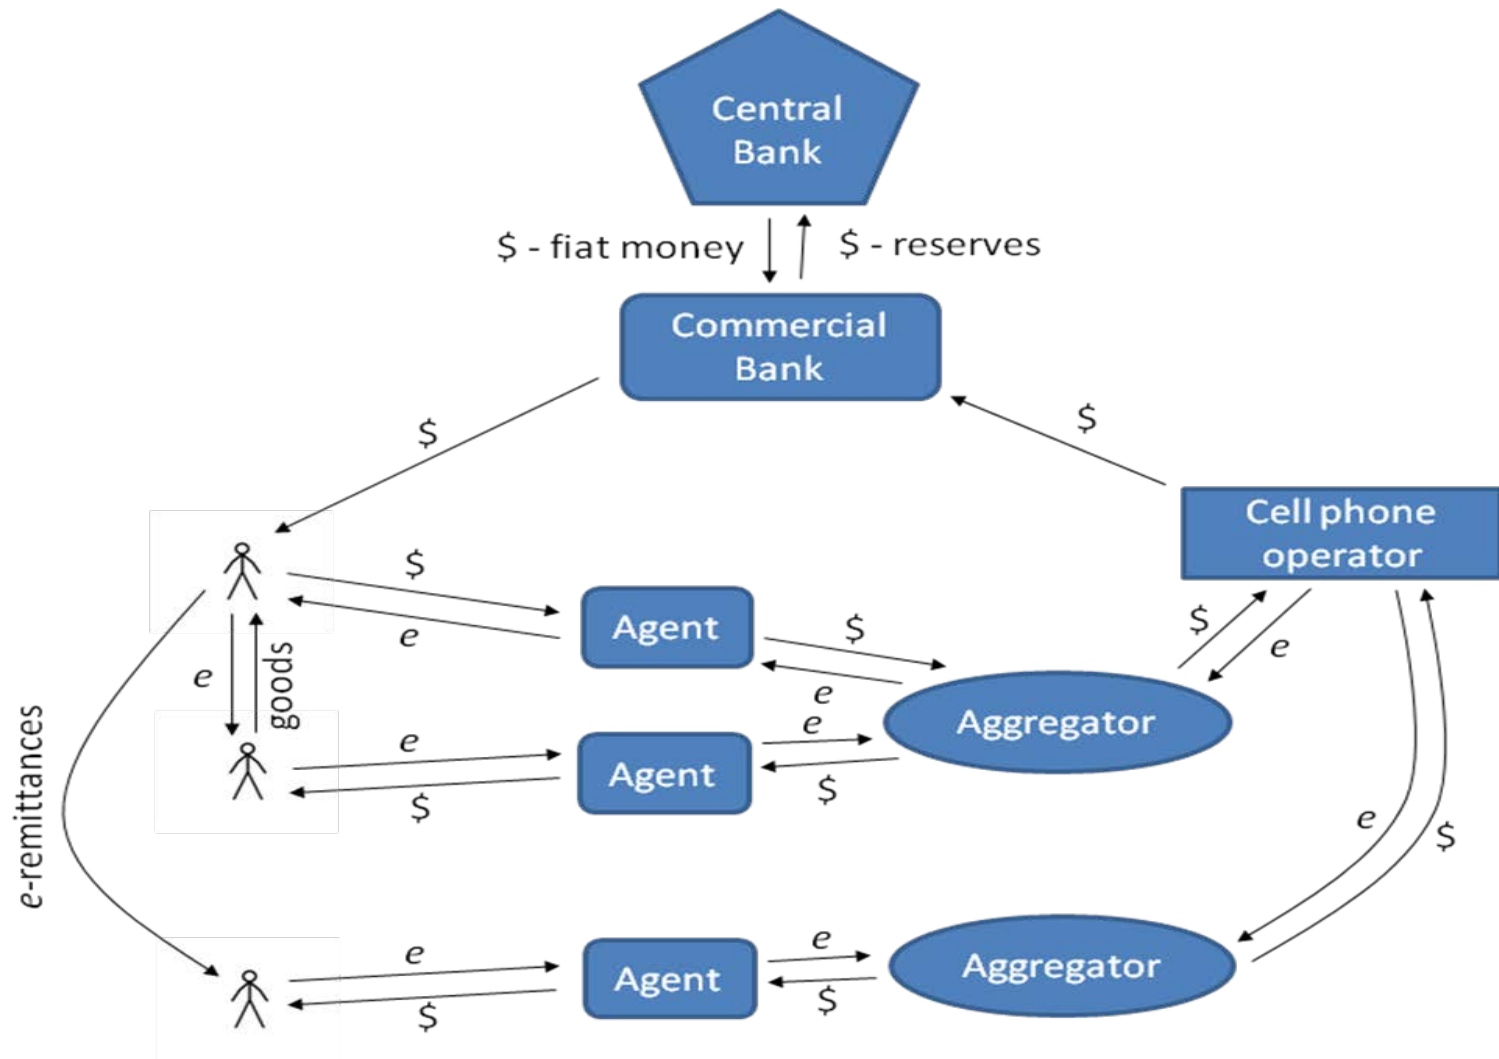 Central
Bank
$ - fiat money
$ - reserves
Commercial
Bank
$
$
Cell phone
operator
$
e
Agent
$
e
$
e
e
goods
Aggregator
e
$
Agent
e
$
e-remittances
e
$
e
$
Agent
e
$
Aggregator